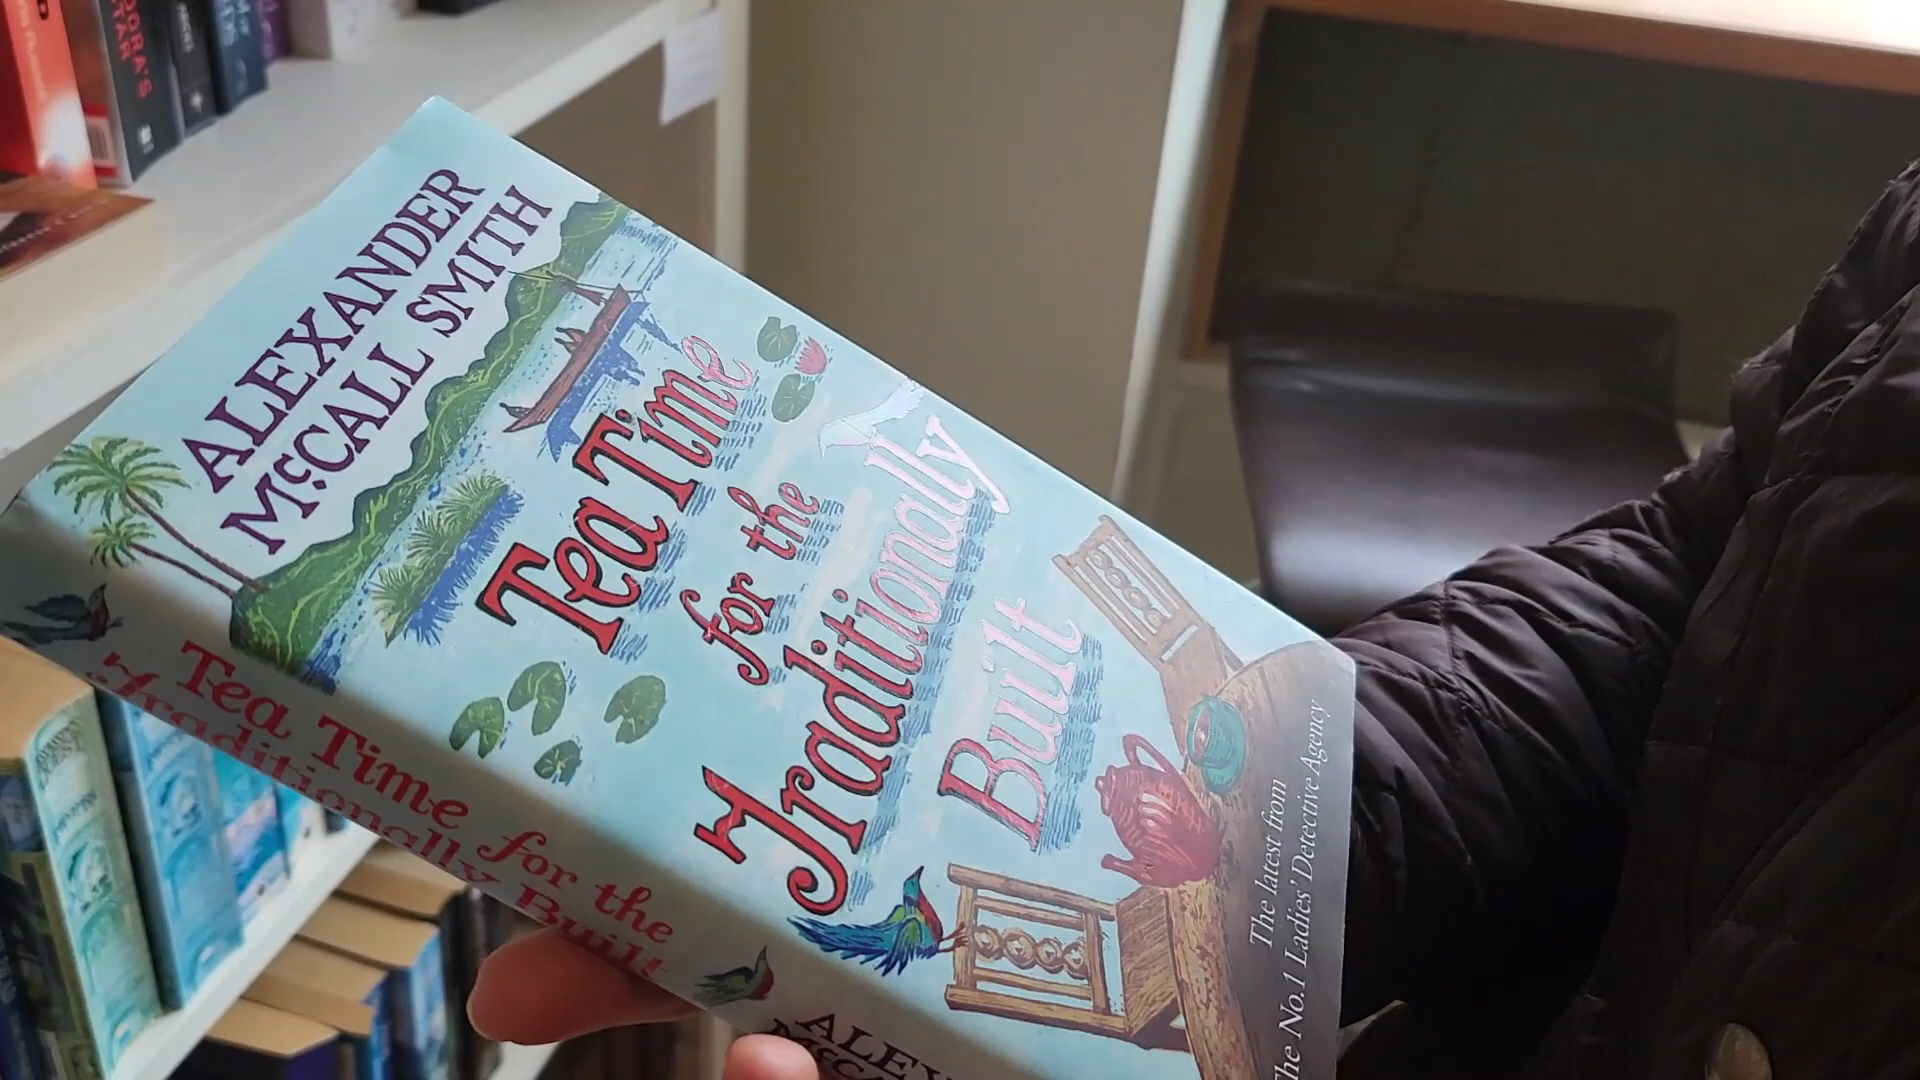 ALEXANDER
McCALL SMITH
Tea Time
for the
Traditionally
Built
The latest from
The No.1 Ladies' Detective Agency
Tea Time for the
Traditionally Built